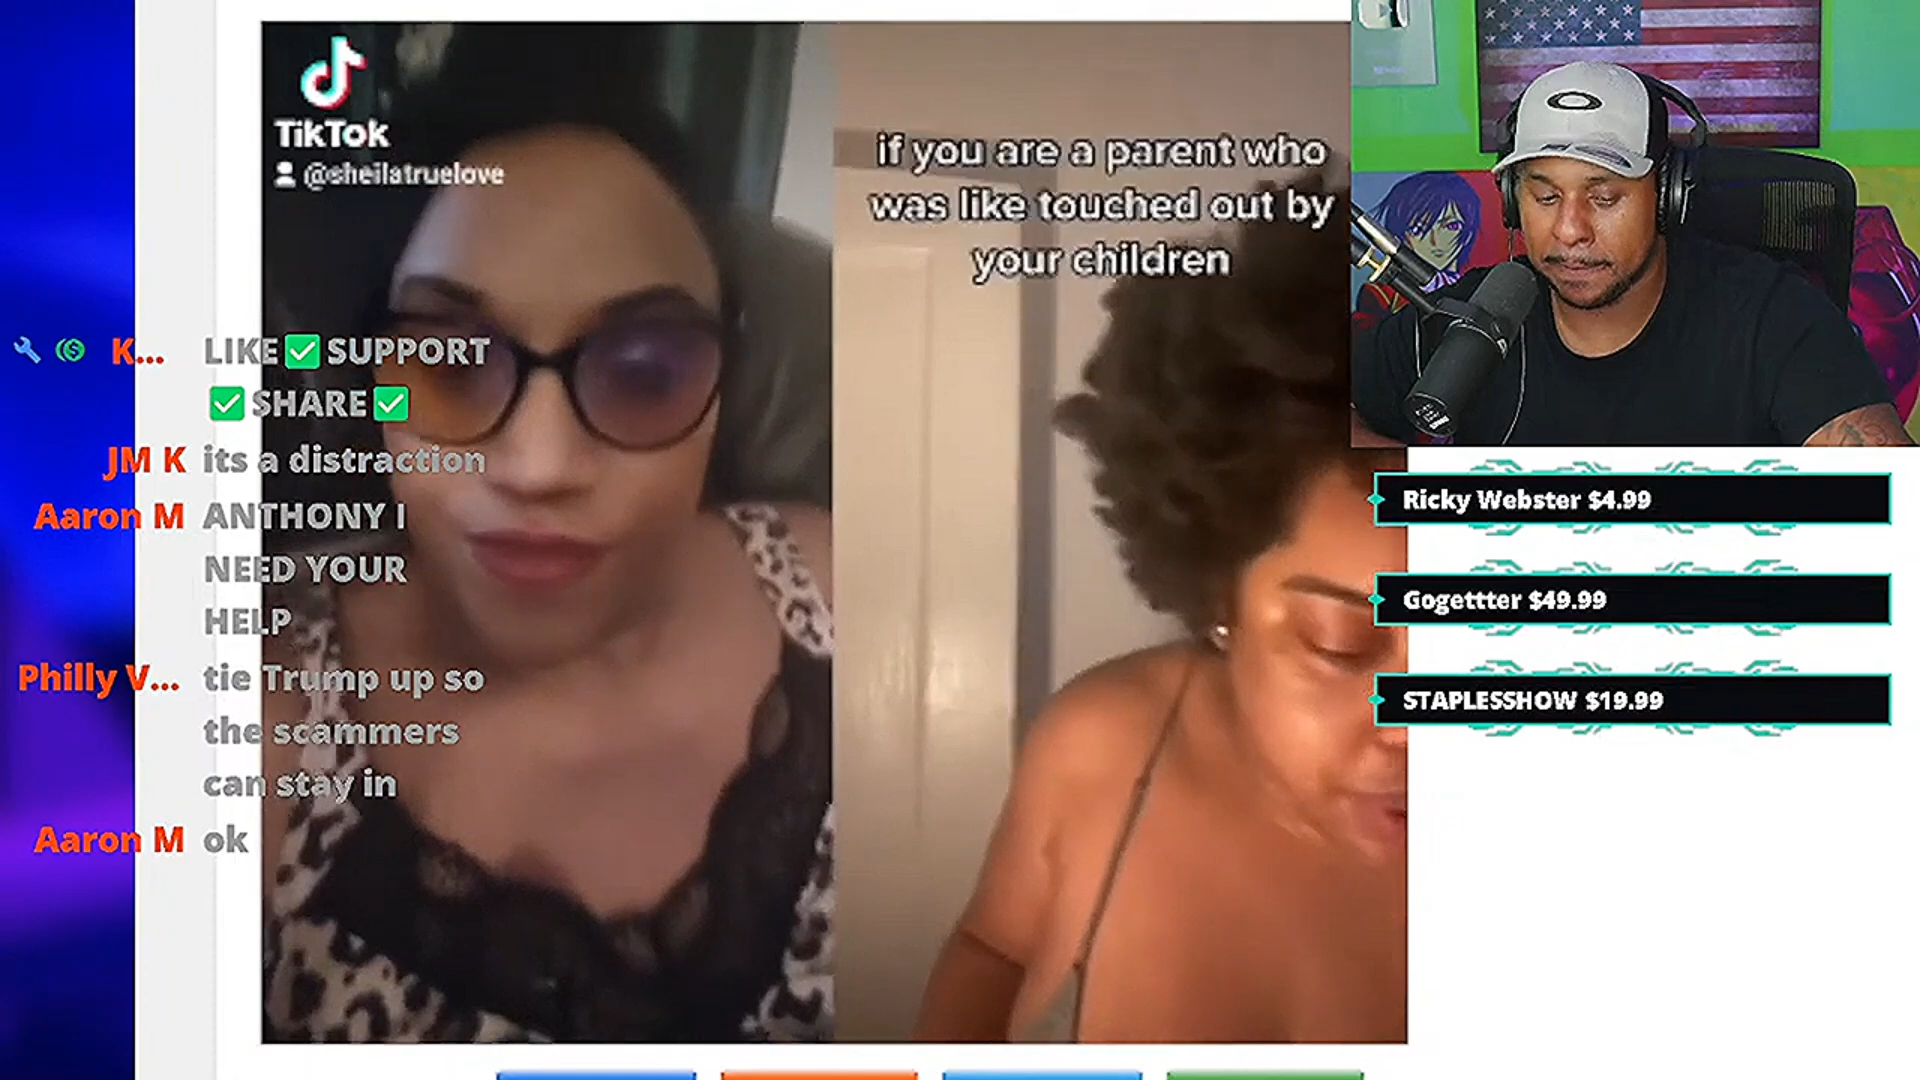 TikTok
@sheilatruelove
if you are a parent who
was like touched out by
your children
K... LIKE ✅ SUPPORT
✅ SHARE ✅
JM K its a distraction
Aaron M ANTHONY I
NEED YOUR
HELP
Philly V... tie Trump up so
the scammers
can stay in
Aaron M ok
Ricky Webster $4.99
Gogettter $49.99
STAPLESSHOW $19.99